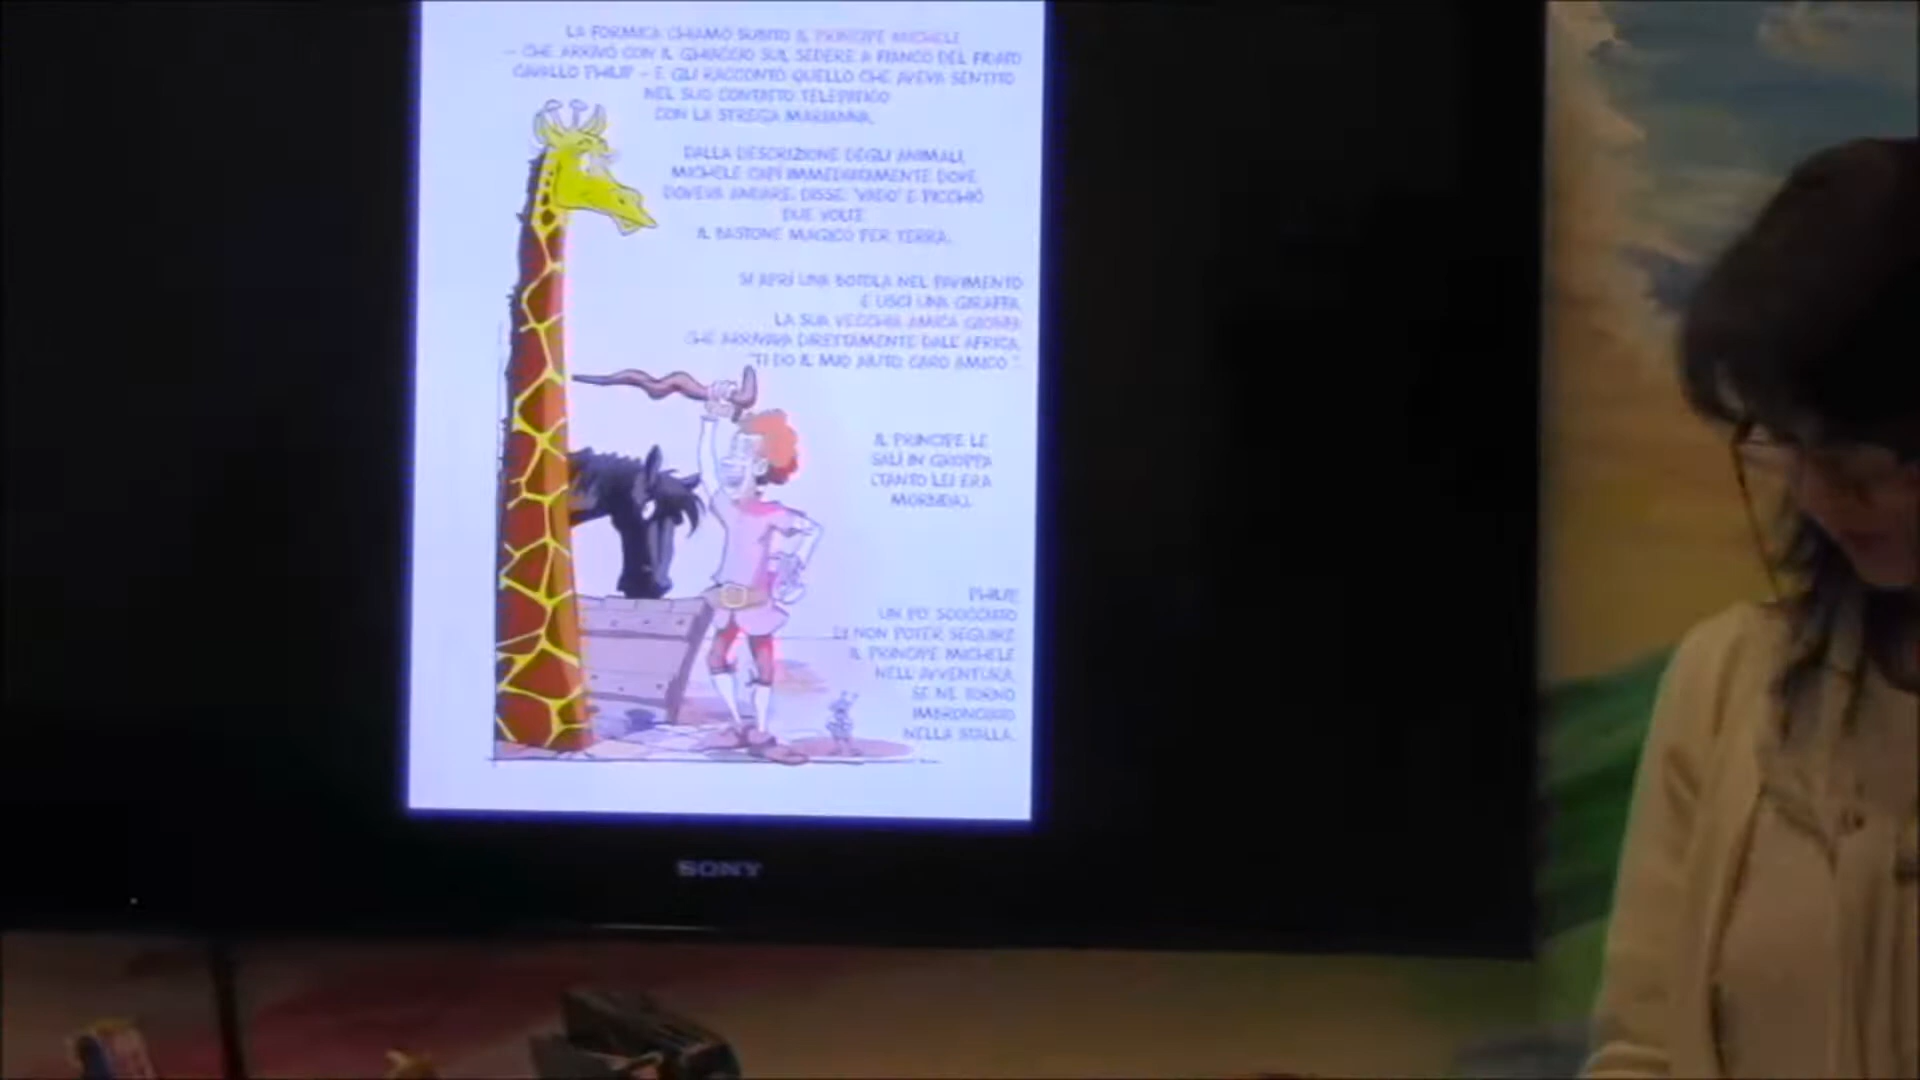 LA FORMICA CHIAMÒ SUBITO IL PRINCIPE MICHELE
– CHE ARRIVÒ CON IL GHIACCIO SUL SEDERE A FIANCO DEL FIDATO
CAVALLO PHILIP – E GLI RACCONTÒ QUELLO CHE AVEVA SENTITO
NEL SUO CONTATTO TELEPATICO
CON LA STREGA MARIANNA.
DALLA DESCRIZIONE DEGLI ANIMALI,
MICHELE CAPÌ IMMEDIATAMENTE DOVE
DOVEVA ANDARE. DISSE: "VADO" E PICCHIÒ
DUE VOLTE
IL BASTONE MAGICO PER TERRA.
SI APRÌ UNA BOTOLA NEL PAVIMENTO
E USCÌ UNA GIRAFFA,
LA SUA VECCHIA AMICA
CHE ARRIVAVA DIRETTAMENTE DALL'AFRICA.
"TI DO IL MIO AIUTO, CARO AMICO".
IL PRINCIPE LE
SALÌ IN GROPPA
(TANTO LEI ERA
MORBIDA).
PHILIP,
UN PO' SCOCCIATO
DI NON POTER SEGUIRE
IL PRINCIPE MICHELE
NELL'AVVENTURA,
SE NE TORNÒ
IMBRONCIATO
NELLA STALLA.
SONY